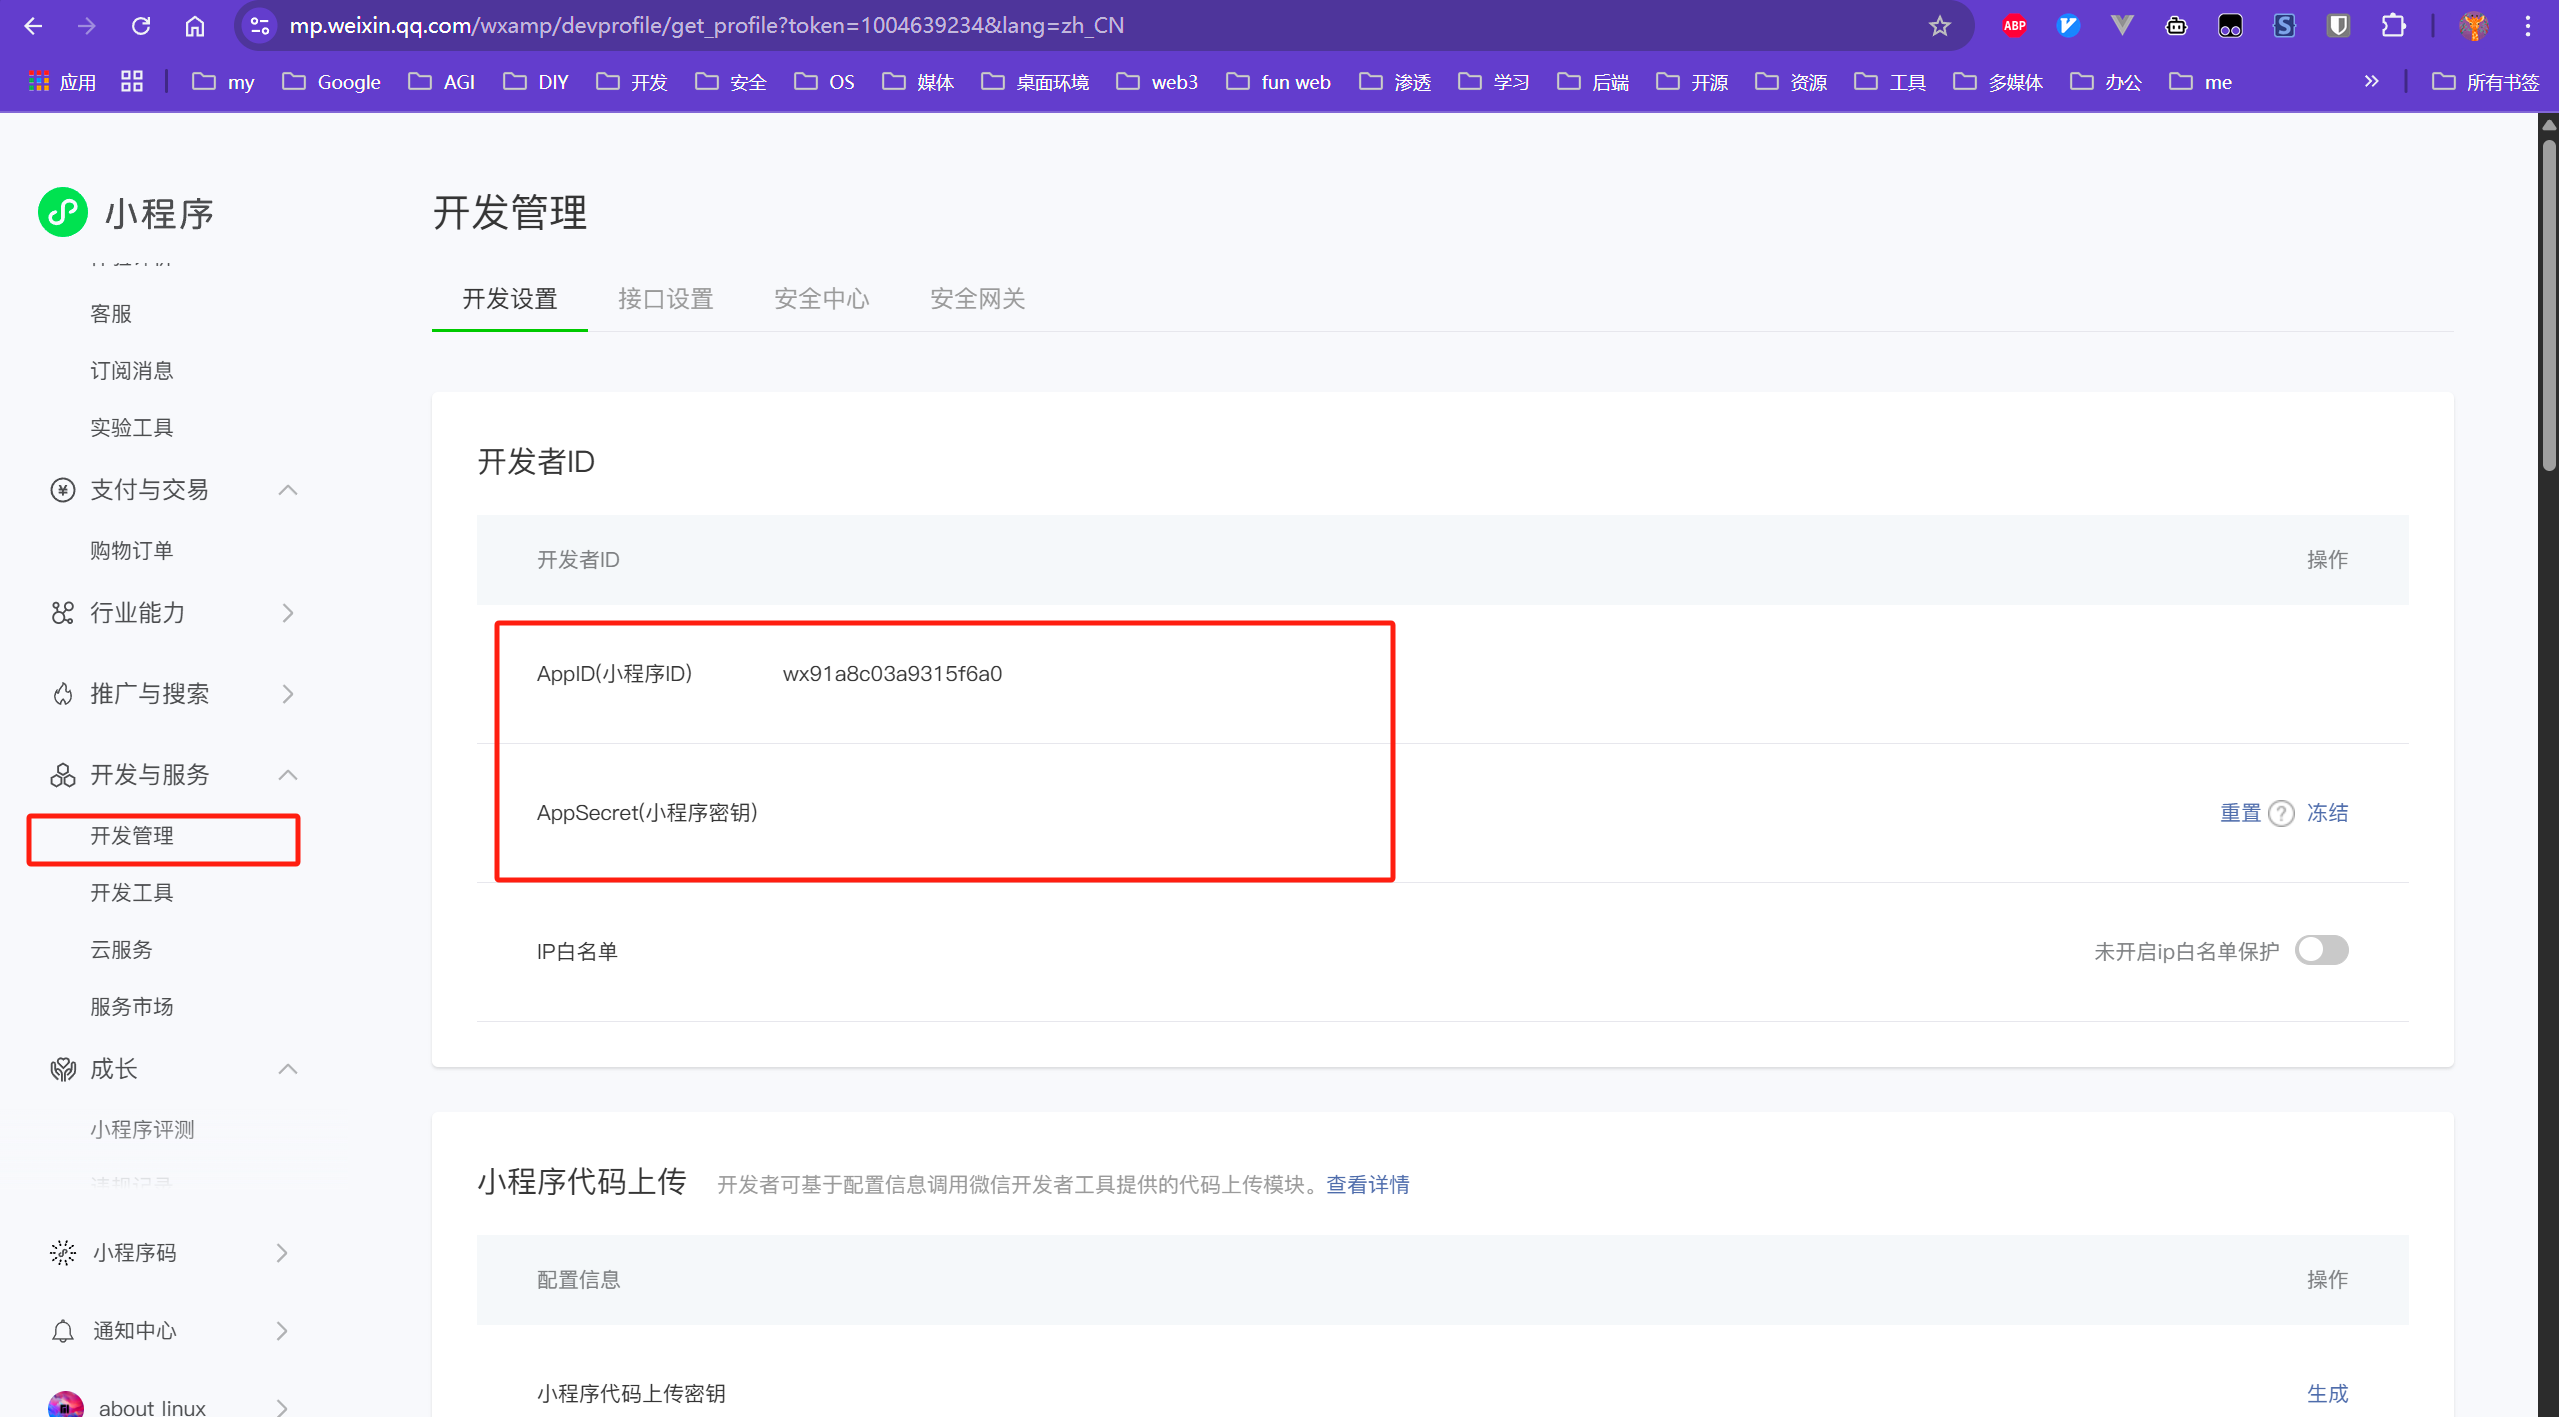 mp.weixin.qq.com/wxamp/devprofile/get_profile?token=1004639234&lang=zh_CN
ABP
应用 my Google AGI DIY 开发 安全 OS 媒体 桌面环境 web3 fun web 渗透 学习 后端 开源 资源 工具 多媒体 办公 me » 所有书签
小程序
客服
订阅消息
实验工具
支付与交易
购物订单
行业能力
推广与搜索
开发与服务
开发管理
开发工具
云服务
服务市场
成长
小程序评测
小程序码
通知中心
about linux
开发管理
开发设置 接口设置 安全中心 安全网关
开发者ID
开发者ID 操作
AppID(小程序ID) wx91a8c03a9315f6a0
AppSecret(小程序密钥) 重置 ? 冻结
IP白名单 未开启ip白名单保护
小程序代码上传 开发者可基于配置信息调用微信开发者工具提供的代码上传模块。查看详情
配置信息 操作
小程序代码上传密钥 生成